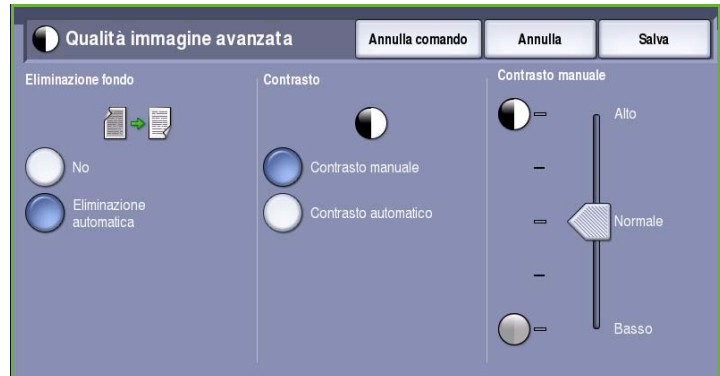 Qualità immagine avanzata
Annulla comando
Annulla
Salva
Eliminazione fondo
No
Eliminazione
automatica
Contrasto
Contrasto manuale
Contrasto automatico
Contrasto manuale
Alto
Normale
Basso